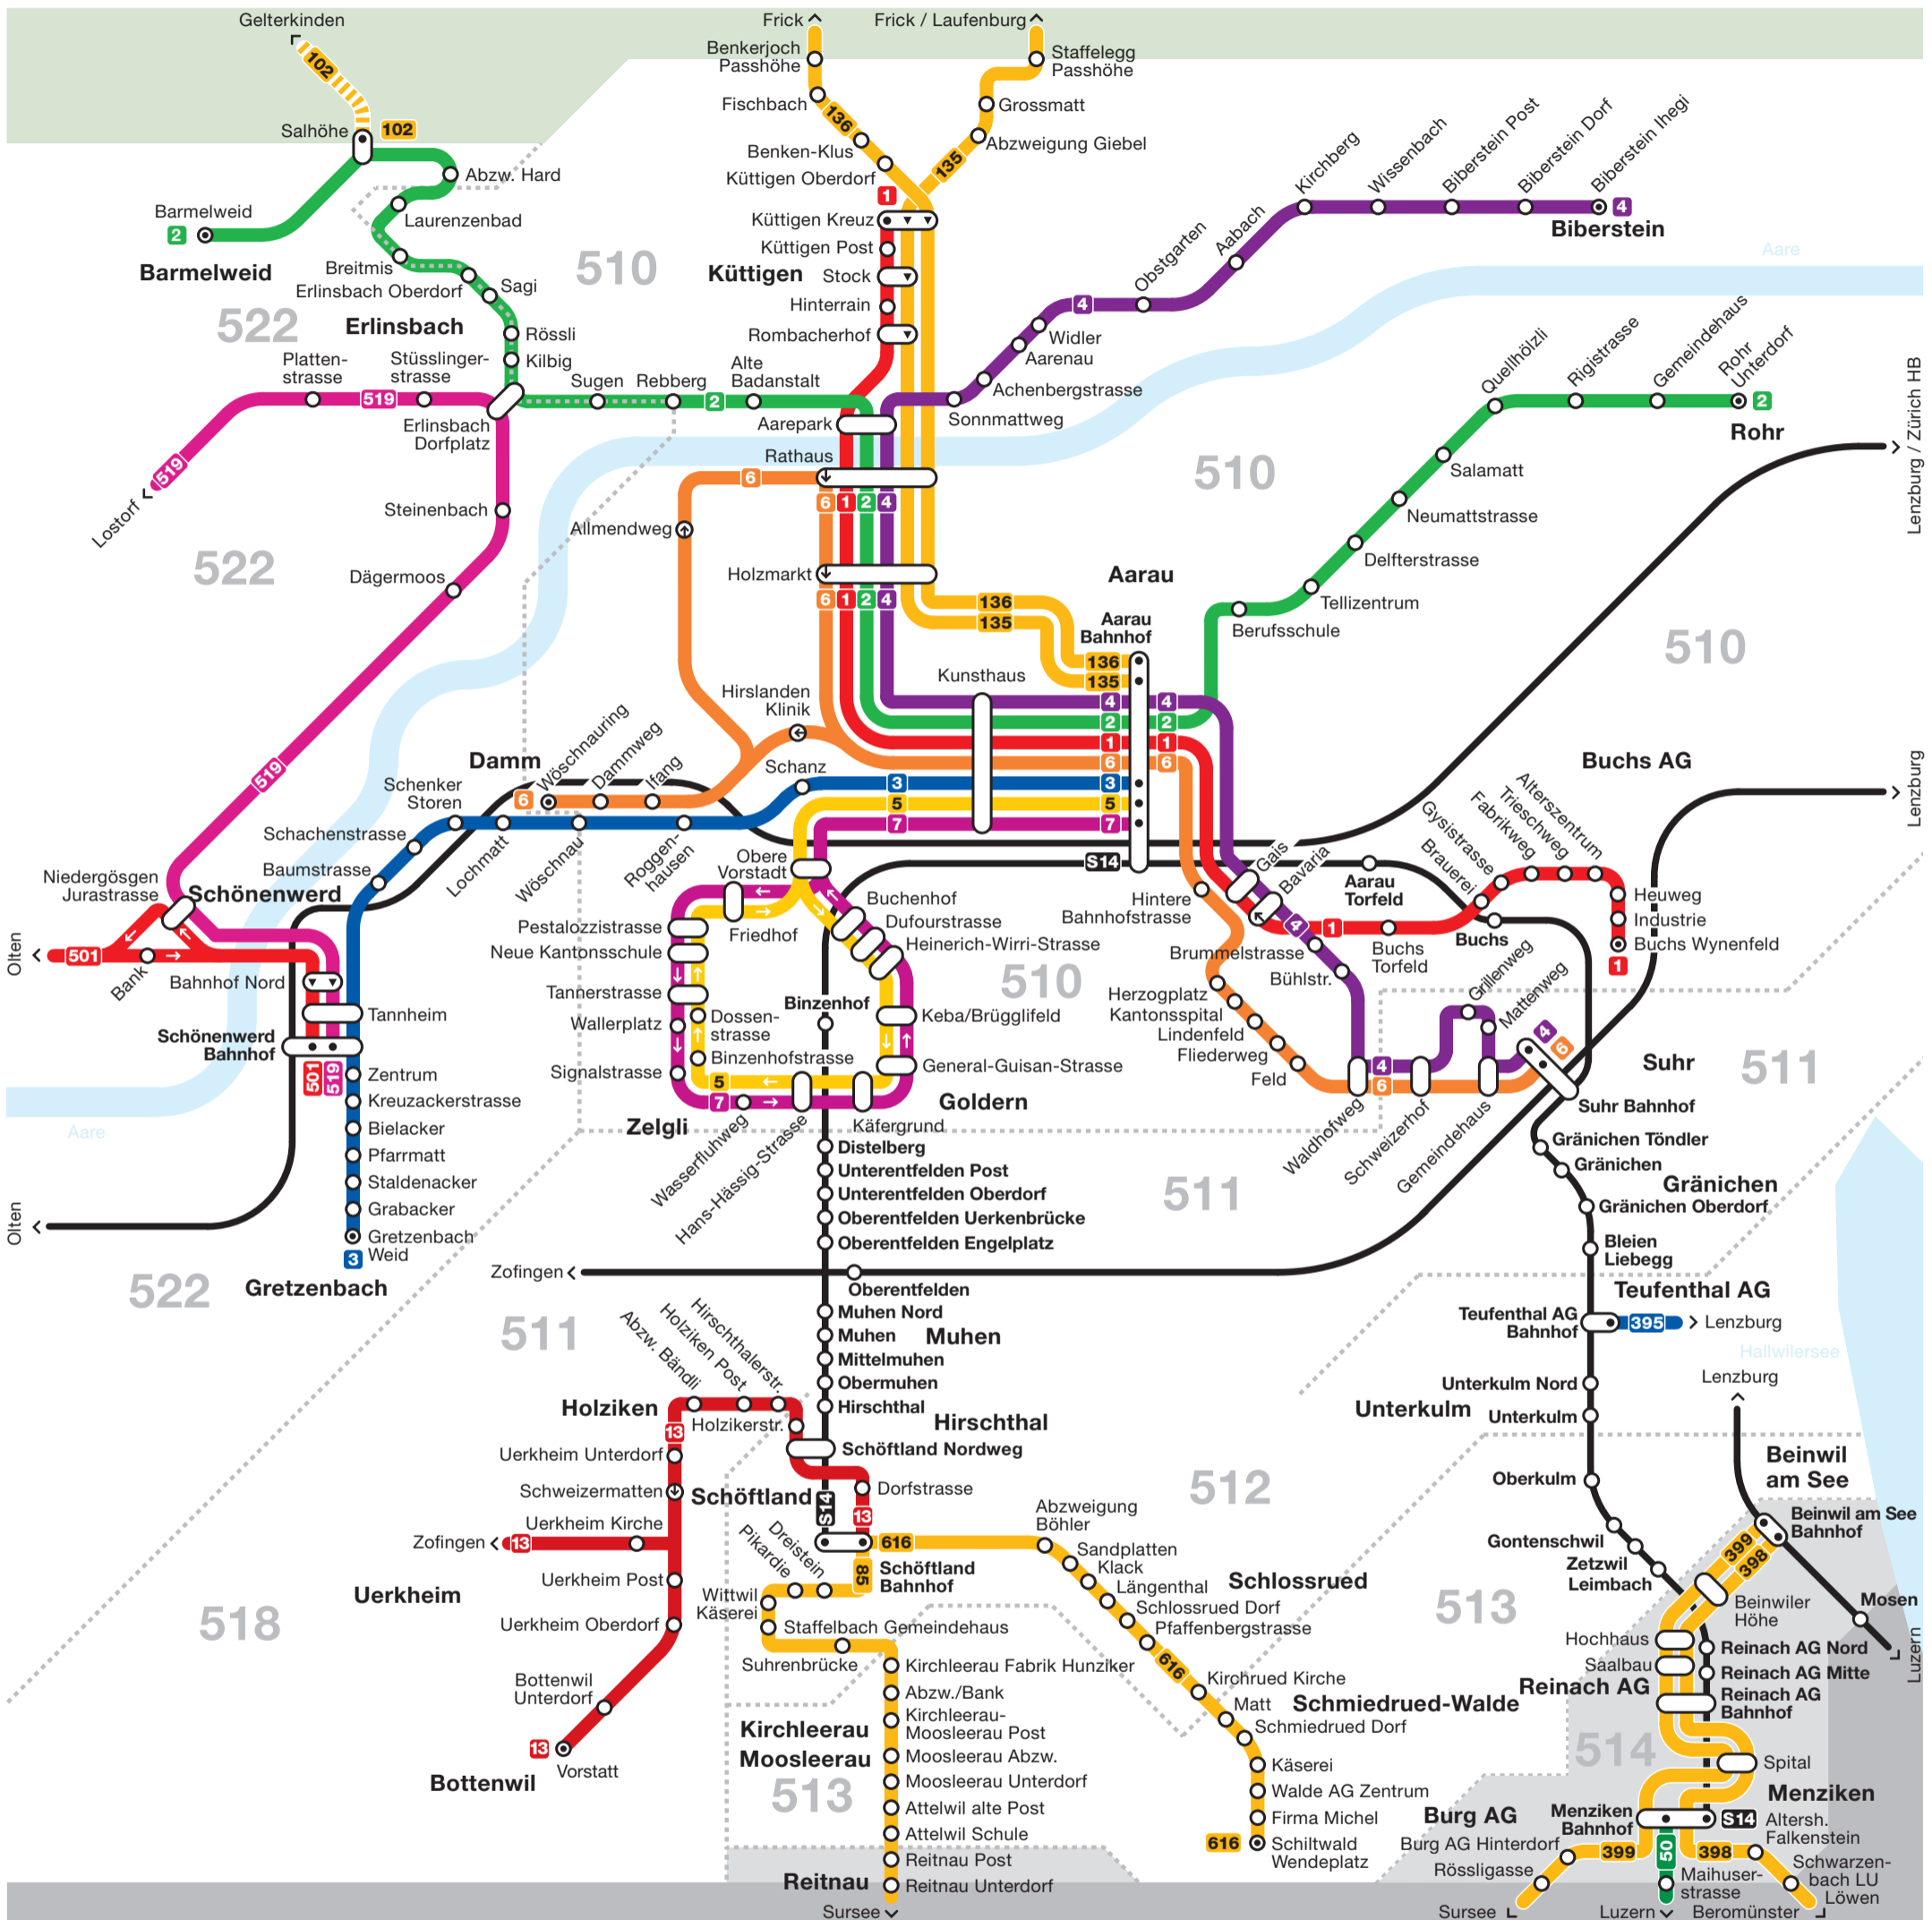 Gelterkinden
Frick
Frick / Laufenburg
102
Benkerjoch
Passhöhe
Staffelegg
Passhöhe
Fischbach
136
Grossmatt
Salhöhe
102
Abzweigung Giebel
Benken-Klus
135
Küttigen Oberdorf
Abzw. Hard
1
Kirchberg
Wissenbach
Biberstein Post
Biberstein Dorf
Biberstein Ihegi
4
Biberstein
Barmelweid
2
Barmelweid
Laurenzenbad
Küttigen Kreuz
Küttigen Post
Küttigen
Stock
Hinterrain
Rombacherhof
510
Aabach
Obstgarten
4
Aare
Breitmis
Erlinsbach Oberdorf
Sagi
522
Erlinsbach
Rössli
Kilbig
Widler
Aarenau
Achenbergstrasse
Sonnmattweg
Platten-
strasse
519
Stüsslinger-
strasse
Sugen
Rebberg
2
Alte
Badanstalt
Erlinsbach
Dorfplatz
519
Lostorf
Aarepark
Rathaus
6
6
1
2
4
Quellhölzli
Rigistrasse
Gemeindehaus
Rohr
Unterdorf
2
Rohr
Lenzburg / Zürich HB
510
Salamatt
Neumattstrasse
Delfterstrasse
Tellizentrum
Berufsschule
Steinenbach
Allmendweg
522
Dägermoos
Holzmarkt
6
1
2
4
Aarau
136
135
Aarau
Bahnhof
136
135
510
Kunsthaus
4
4
2
2
1
1
6
6
3
3
5
5
7
7
S14
Hirslanden
Klinik
Schanz
Damm
6
Wöschnauring
Dammweg
Ifang
519
Schenker
Storen
Schachenstrasse
Baumstrasse
Lochmatt
Wöschnau
Roggen-
hausen
Buchs AG
Lenzburg
Gysistrasse
Fabrikweg
Trieschweg
Alterszentrum
Brauerei
Heuweg
Industrie
Buchs Wynenfeld
1
Gais
Bavaria
Aarau
Torfeld
4
1
Buchs
Torfeld
Buchs
Hintere
Bahnhofstrasse
Brummelstrasse
Bühlstr.
Niedergösgen
Jurastrasse
Schönenwerd
Olten
501
Bank
Bahnhof Nord
Tannheim
Schönenwerd
Bahnhof
501
519
Obere
Vorstadt
Buchenhof
Dufourstrasse
Heinerich-Wirri-Strasse
Pestalozzistrasse
Neue Kantonsschule
Friedhof
510
Tannerstrasse
Binzenhof
Wallerplatz
Dossen-
strasse
Keba/Brügglifeld
Binzenhofstrasse
Signalstrasse
General-Guisan-Strasse
5
7
Zelgli
Goldern
Wasserfluhweg
Hans-Hässig-Strasse
Käfergrund
Herzogplatz
Kantonsspital
Lindenfeld
Fliederweg
Feld
Grillenweg
Mattenweg
4
6
4
6
Waldhofweg
Schweizerhof
Gemeindehaus
Suhr
511
Suhr Bahnhof
Zentrum
Kreuzackerstrasse
Bielacker
Pfarrmatt
Staldenacker
Grabacker
Gretzenbach
Weid
3
Gretzenbach
Aare
Olten
522
Distelberg
Unterentfelden Post
Unterentfelden Oberdorf
Oberentfelden Uerkenbrücke
Oberentfelden Engelplatz
511
Zofingen
Oberentfelden
Gränichen Töndler
Gränichen
Gränichen
Gränichen Oberdorf
Bleien
Liebegg
Teufenthal AG
Teufenthal AG
Bahnhof
395
Lenzburg
Hallwilersee
Lenzburg
511
Muhen Nord
Muhen
Muhen
Mittelmuhen
Obermuhen
Hirschthal
Hirschthal
Schöftland Nordweg
Abzw. Bändli
Holziken Post
Hirschthalerstr.
Holziken
Holzikerstr.
13
Uerkheim Unterdorf
Schweizermatten
Schöftland
S14
Dorfstrasse
13
Uerkheim Kirche
Zofingen
13
Uerkheim Post
Uerkheim
Uerkheim Oberdorf
518
Bottenwil
Unterdorf
13
Vorstatt
Bottenwil
616
Schöftland
Bahnhof
85
Dreistein
Pikardie
Wittwil
Käserei
Staffelbach Gemeindehaus
Suhrenbrücke
Kirchleerau Fabrik Hunziker
Abzw./Bank
Kirchleerau-
Moosleerau Post
Kirchleerau
Moosleerau
513
Moosleerau Abzw.
Moosleerau Unterdorf
Attelwil alte Post
Attelwil Schule
Reitnau Post
Reitnau
Reitnau Unterdorf
Sursee
512
Abzweigung
Böhler
Sandplatten
Klack
Längenthal
Schlossrued Dorf
Pfaffenbergstrasse
Schlossrued
616
Kirchrued Kirche
Matt
Schmiedrued-Walde
Schmiedrued Dorf
Käserei
Walde AG Zentrum
Firma Michel
616
Schiltwald
Wendeplatz
513
Unterkulm Nord
Unterkulm
Unterkulm
Oberkulm
Gontenschwil
Zetzwil
Leimbach
Beinwil
am See
Beinwil am See
Bahnhof
399
398
Beinwiler
Höhe
Mosen
Luzern
Hochhaus
Saalbau
Reinach AG Nord
Reinach AG Mitte
Reinach AG
Reinach AG
Bahnhof
514
Spital
Menziken
Burg AG
Menziken
Bahnhof
S14
Altersh.
Falkenstein
Burg AG Hinterdorf
399
50
398
Rössligasse
Maihuser-
strasse
Schwarzen-
bach LU
Löwen
Sursee
Luzern
Beromünster